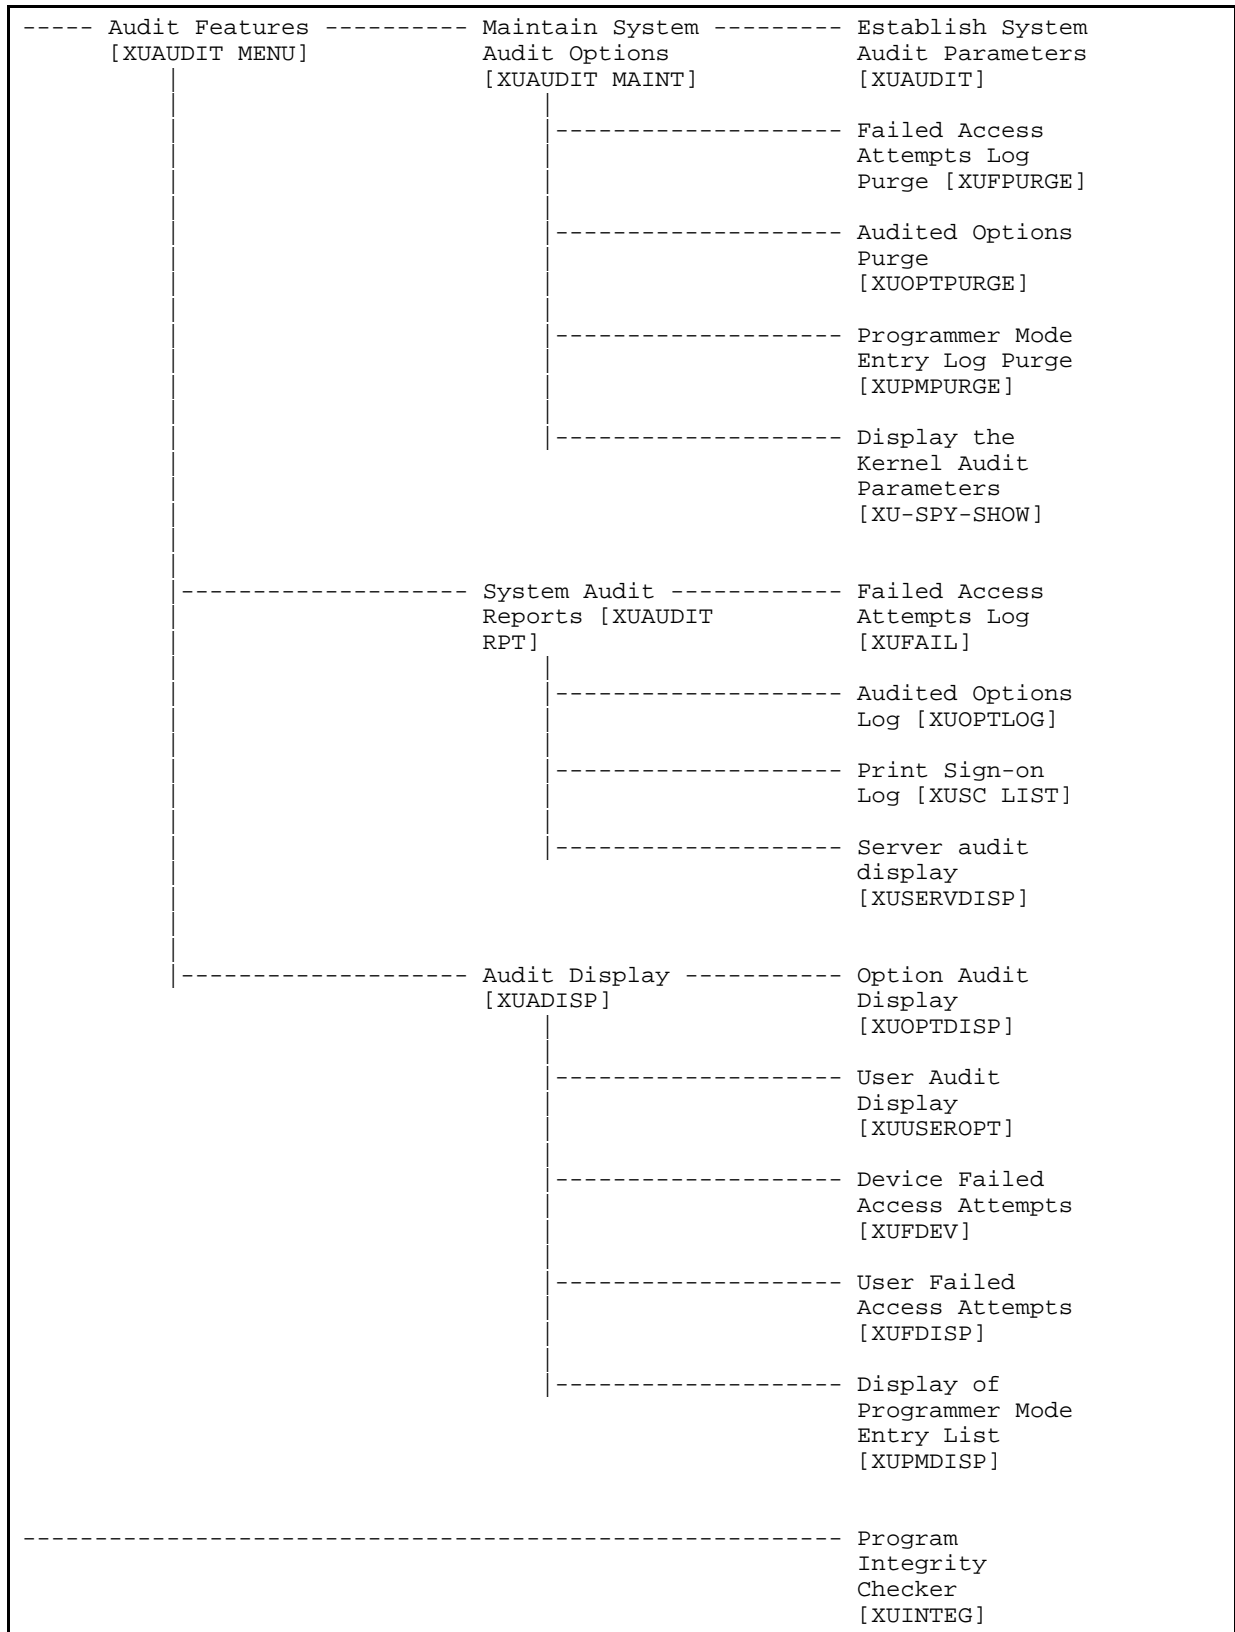 ----- Audit Features ---------- Maintain System --------- Establish System
[XUAUDIT MENU] Audit Options Audit Parameters
[XUAUDIT MAINT] [XUAUDIT]
|-------------------- Failed Access
Attempts Log
Purge [XUFPURGE]
|-------------------- Audited Options
Purge
[XUOPTPURGE]
|-------------------- Programmer Mode
Entry Log Purge
[XUPMPURGE]
|-------------------- Display the
Kernel Audit
Parameters
[XU-SPY-SHOW]
|-------------------- System Audit ------------ Failed Access
Reports [XUAUDIT Attempts Log
RPT] [XUFAIL]
|-------------------- Audited Options
Log [XUOPTLOG]
|-------------------- Print Sign-on
Log [XUSC LIST]
|-------------------- Server audit
display
[XUSERVDISP]
|-------------------- Audit Display ----------- Option Audit
[XUADISP] Display
[XUOPTDISP]
|-------------------- User Audit
Display
[XUUSEROPT]
|-------------------- Device Failed
Access Attempts
[XUFDEV]
|-------------------- User Failed
Access Attempts
[XUFDISP]
|-------------------- Display of
Programmer Mode
Entry List
[XUPMDISP]
--------------------------------------------------------- Program
Integrity
Checker
[XUINTEG]